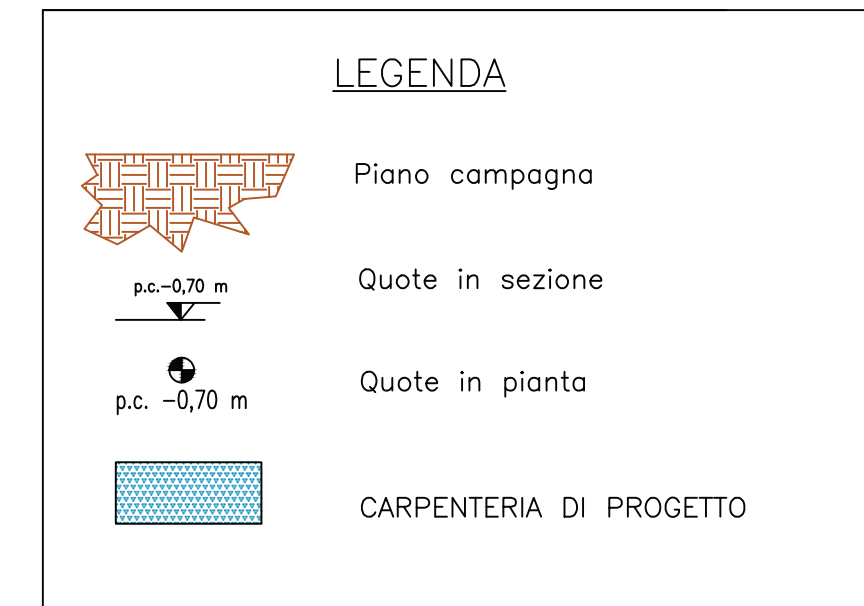 LEGENDA
Piano campagna
p.c.-0,70 m
Quote in sezione
p.c. -0,70 m
Quote in pianta
CARPENTERIA DI PROGETTO